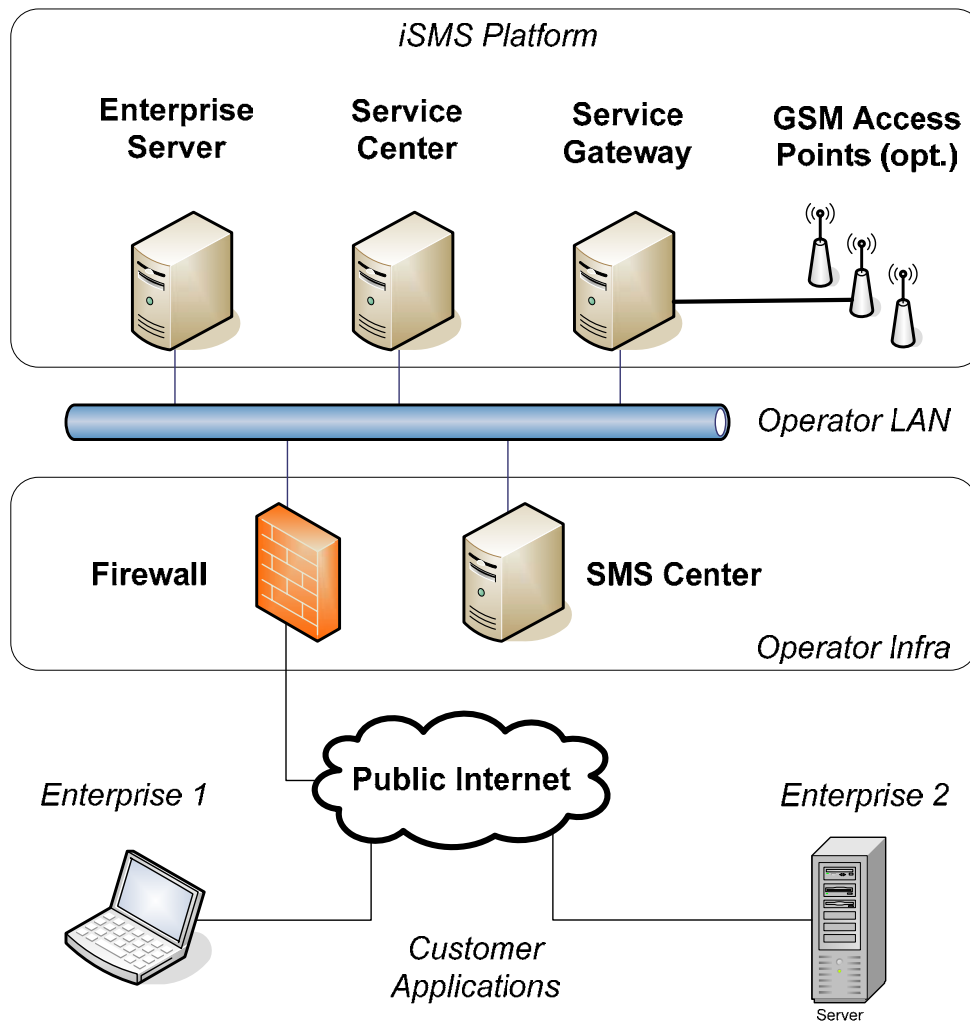 iSMS Platform
Enterprise
Server
Service
Center
Service
Gateway
GSM Access
Points (opt.)
Operator LAN
Firewall
SMS Center
Operator Infra
Public Internet
Enterprise 1
Enterprise 2
Customer
Applications
Server